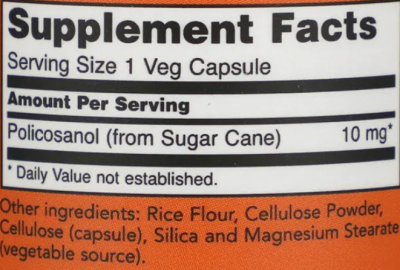 Supplement Facts
Serving Size 1 Veg Capsule
Amount Per Serving
Policosanol (from Sugar Cane) 10 mg*
* Daily Value not established.
Other ingredients: Rice Flour, Cellulose Powder,
Cellulose (capsule), Silica and Magnesium Stearate
(vegetable source).